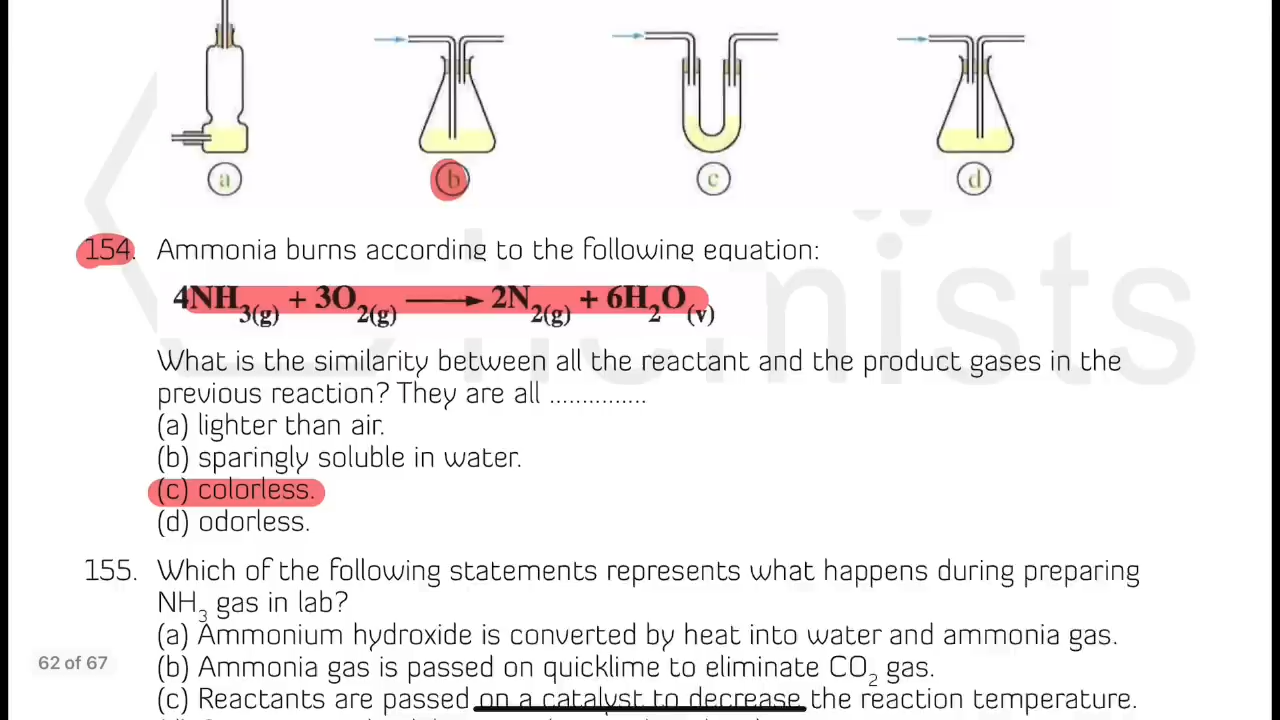 a b c d
154. Ammonia burns according to the following equation:
4NH3(g) + 3O2(g) ⟶ 2N2(g) + 6H2O(v)
What is the similarity between all the reactant and the product gases in the
previous reaction? They are all ...............
(a) lighter than air.
(b) sparingly soluble in water.
(c) colorless.
(d) odorless.
155. Which of the following statements represents what happens during preparing
NH3 gas in lab?
(a) Ammonium hydroxide is converted by heat into water and ammonia gas.
62 of 67
(b) Ammonia gas is passed on quicklime to eliminate CO2 gas.
(c) Reactants are passed on a catalyst to decrease the reaction temperature.